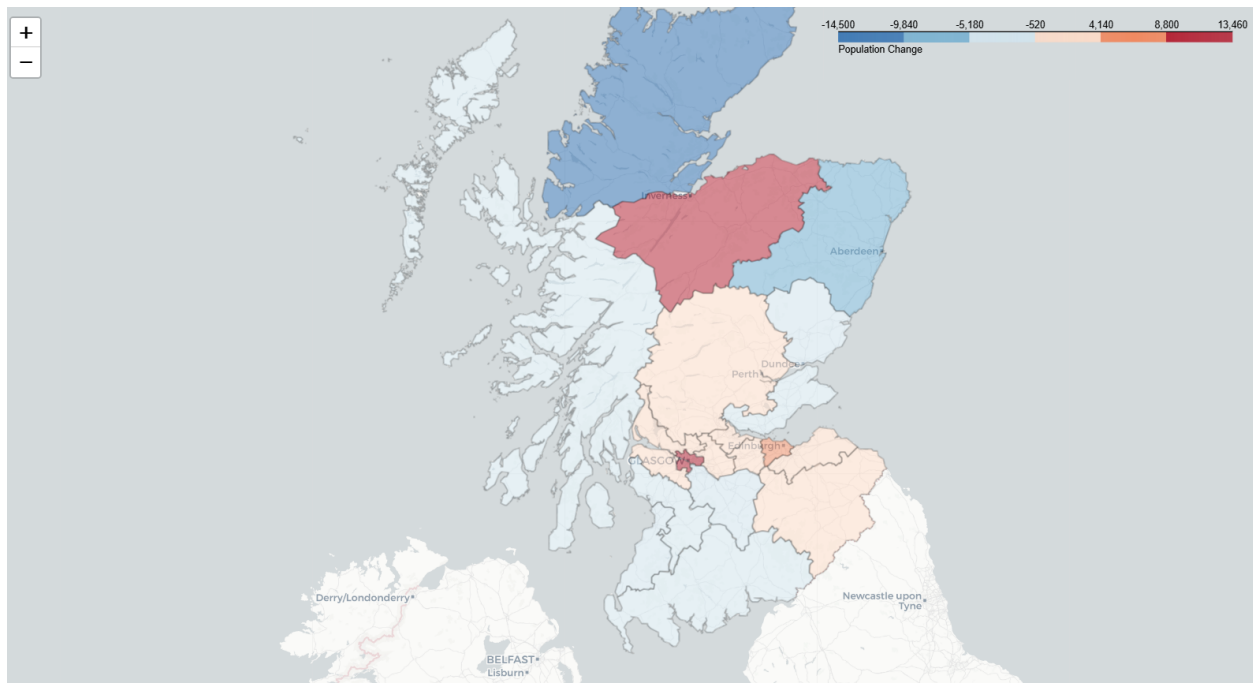 +
−
-14,500 -9,840 -5,180 -520 4,140 8,800 13,460
Population Change
Inverness
Aberdeen
Dundee
Perth
Edinburgh
GLASGOW
Derry/Londonderry
Newcastle upon
Tyne
BELFAST
Lisburn